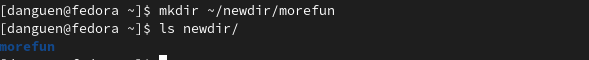 [danguen@fedora ~]$ mkdir ~/newdir/morefun
[danguen@fedora ~]$ ls newdir/
morefun